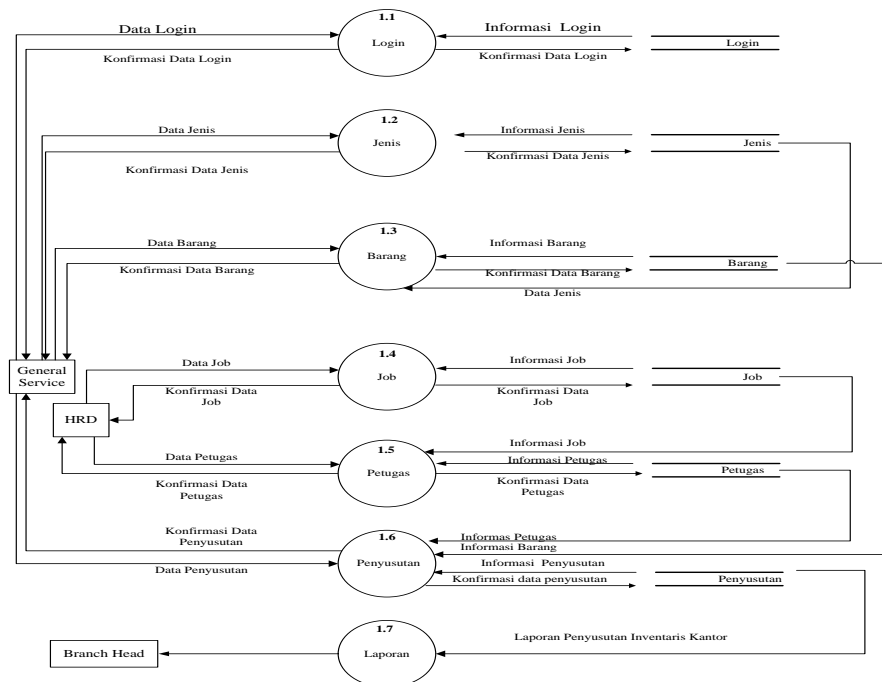 1.1
Data Login
Informasi Login
Login
Login
Konfirmasi Data Login
Konfirmasi Data Login
1.2
Data Jenis
Informasi Jenis
Jenis
Jenis
Konfirmasi Data Jenis
Konfirmasi Data Jenis
1.3
Data Barang
Informasi Barang
Barang
Barang
Konfirmasi Data Barang
Konfirmasi Data Barang
Data Jenis
General
Service
1.4
Data Job
Informasi Job
Job
Job
Konfirmasi Data
Job
Konfirmasi Data
Job
HRD
Informasi Job
1.5
Data Petugas
Informasi Petugas
Petugas
Petugas
Konfirmasi Data
Petugas
Konfirmasi Data
Petugas
Konfirmasi Data
Penyusutan
Informas Petugas
1.6
Informasi Barang
Penyusutan
Informasi Penyusutan
Data Penyusutan
Konfirmasi data penyusutan
Penyusutan
1.7
Laporan Penyusutan Inventaris Kantor
Branch Head
Laporan